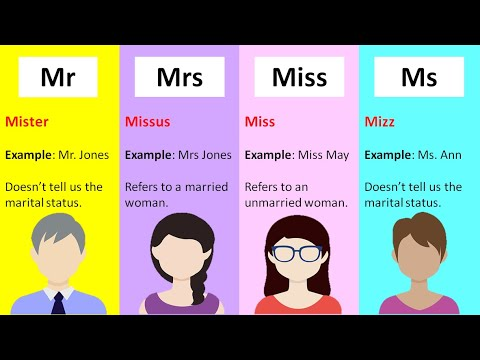 Mr
Mister
Example: Mr. Jones
Doesn't tell us the
marital status.
Mrs
Missus
Example: Mrs Jones
Refers to a married
woman.
Miss
Miss
Example: Miss May
Refers to an
unmarried woman.
Ms
Mizz
Example: Ms. Ann
Doesn't tell us the
marital status.